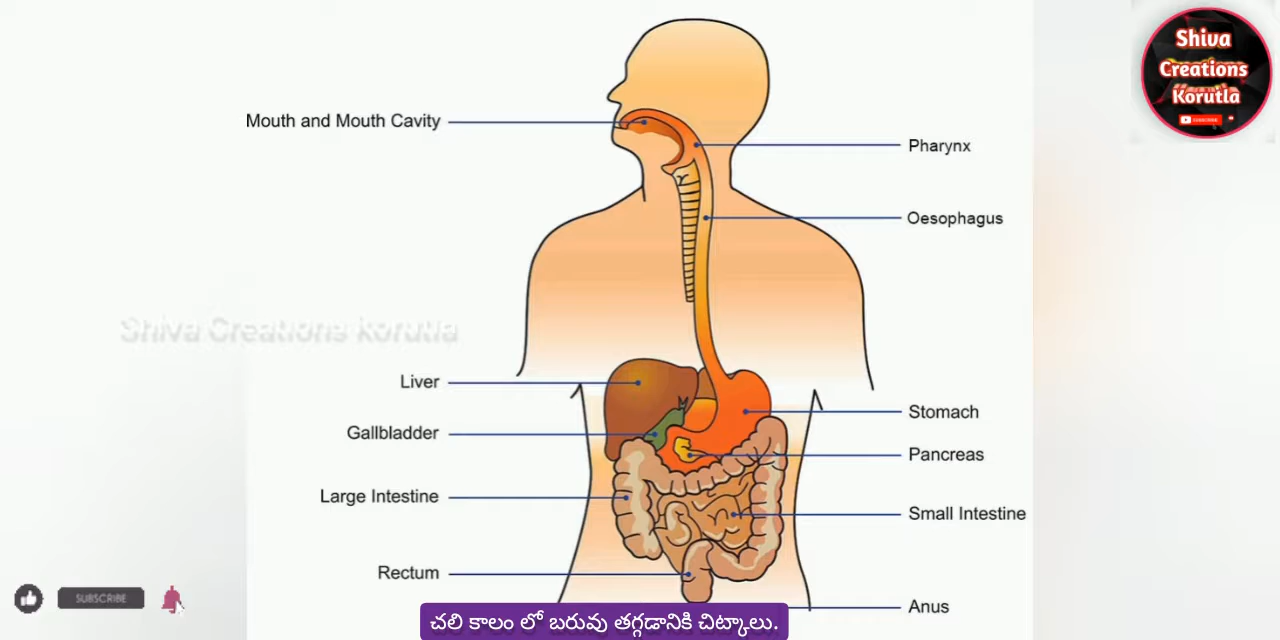 Shiva
Creations
Korutla
SUBSCRIBE
Mouth and Mouth Cavity
Pharynx
Oesophagus
Shiva Creations Korutla
Liver
Stomach
Gallbladder
Pancreas
Large Intestine
Small Intestine
Rectum
SUBSCRIBE
Anus
చలి కాలం లో బరువు తగ్గడానికి చిట్కాలు.